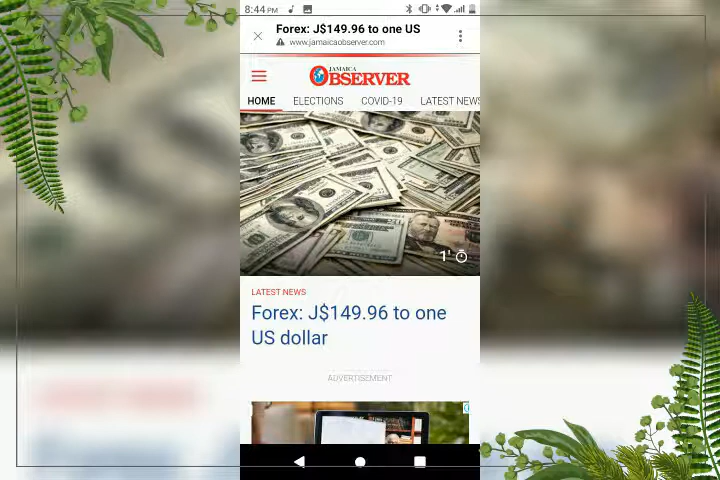 8:44 PM
Forex: J$149.96 to one US
www.jamaicaobserver.com
JAMAICA
OBSERVER
HOME ELECTIONS COVID-19 LATEST NEWS
1'
LATEST NEWS
Forex: J$149.96 to one
US dollar
ADVERTISEMENT